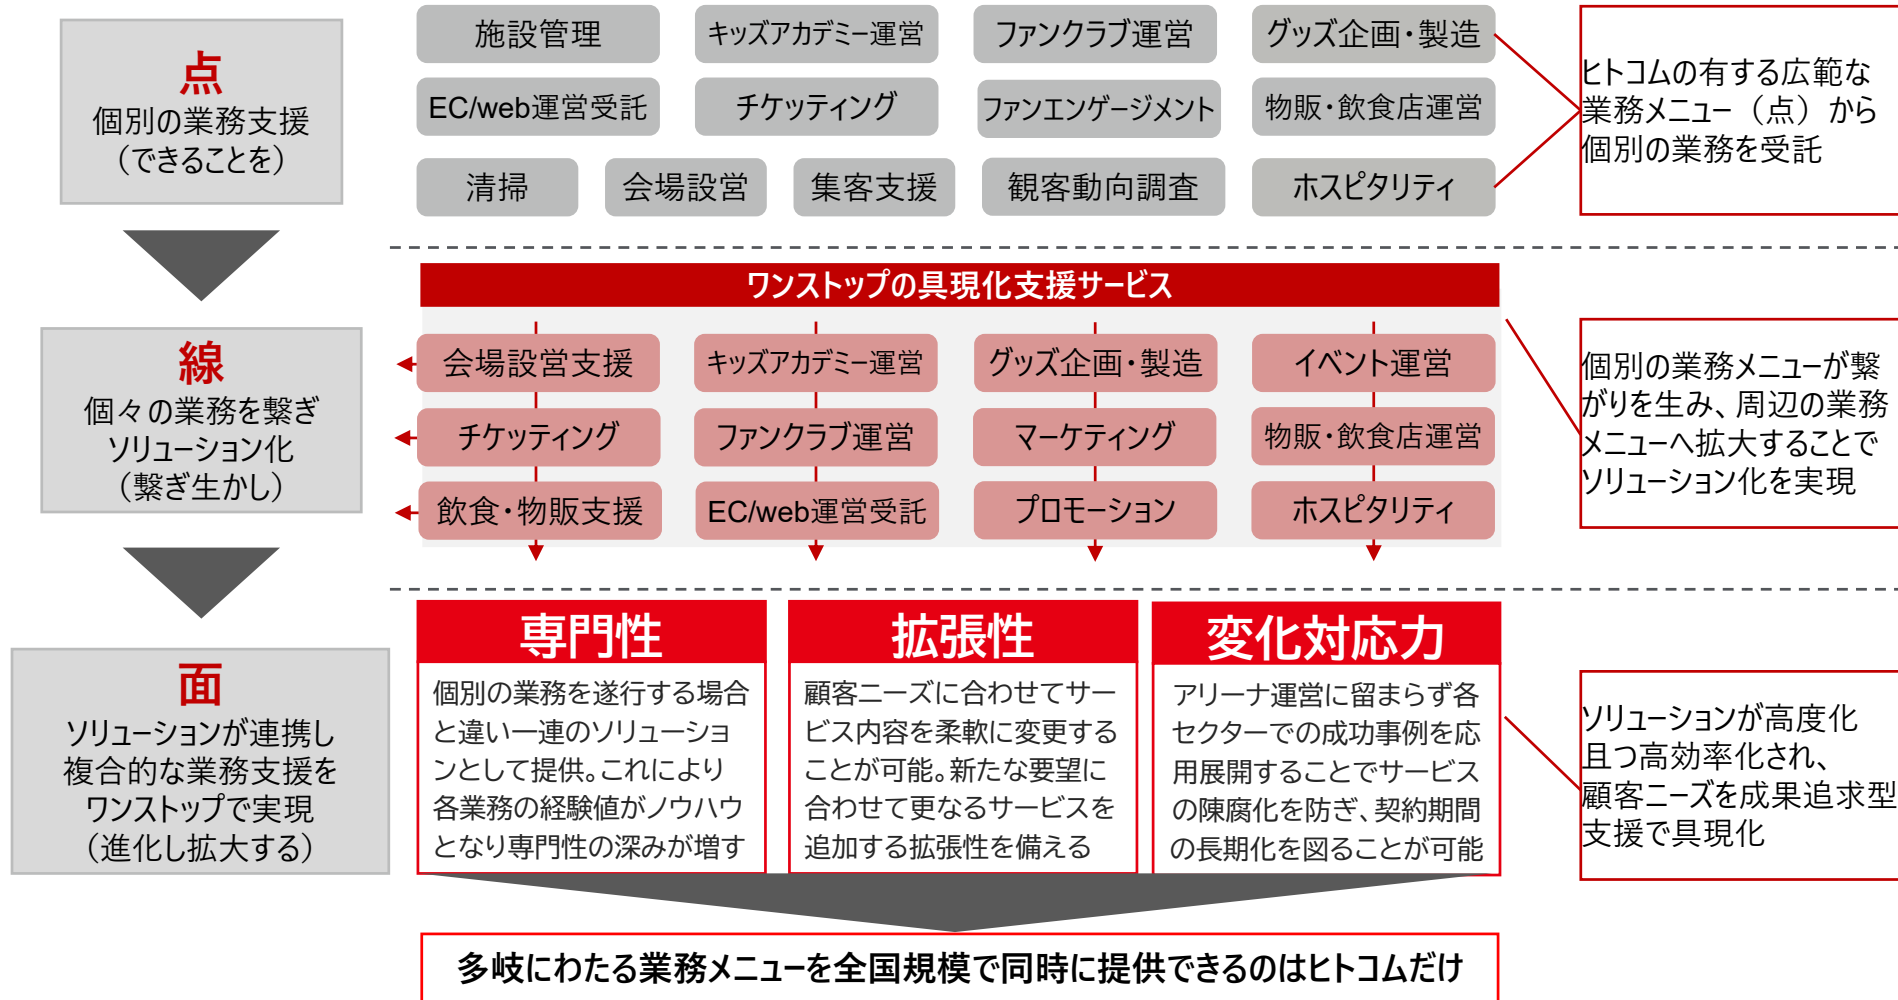 点
個別の業務支援
（できることを）
施設管理
キッズアカデミー運営
ファンクラブ運営
グッズ企画・製造
EC/web運営受託
チケッティング
ファンエンゲージメント
物販・飲食店運営
清掃
会場設営
集客支援
観客動向調査
ホスピタリティ
ヒトコムの有する広範な
業務メニュー（点）から
個別の業務を受託
線
個々の業務を繋ぎ
ソリューション化
（繋ぎ生かし）
ワンストップの具現化支援サービス
会場設営支援
キッズアカデミー運営
グッズ企画・製造
イベント運営
チケッティング
ファンクラブ運営
マーケティング
物販・飲食店運営
飲食・物販支援
EC/web運営受託
プロモーション
ホスピタリティ
個別の業務メニューが繋
がりを生み、周辺の業務
メニューへ拡大することで
ソリューション化を実現
面
ソリューションが連携し
複合的な業務支援を
ワンストップで実現
（進化し拡大する）
専門性
個別の業務を遂行する場合
と違い一連のソリューショ
ンとして提供。これにより
各業務の経験値がノウハウ
となり専門性の深みが増す
拡張性
顧客ニーズに合わせてサー
ビス内容を柔軟に変更する
ことが可能。新たな要望に
合わせて更なるサービスを
追加する拡張性を備える
変化対応力
アリーナ運営に留まらず各
セクターでの成功事例を応
用展開することでサービス
の陳腐化を防ぎ、契約期間
の長期化を図ることが可能
ソリューションが高度化
且つ高効率化され、
顧客ニーズを成果追求型
支援で具現化
多岐にわたる業務メニューを全国規模で同時に提供できるのはヒトコムだけ